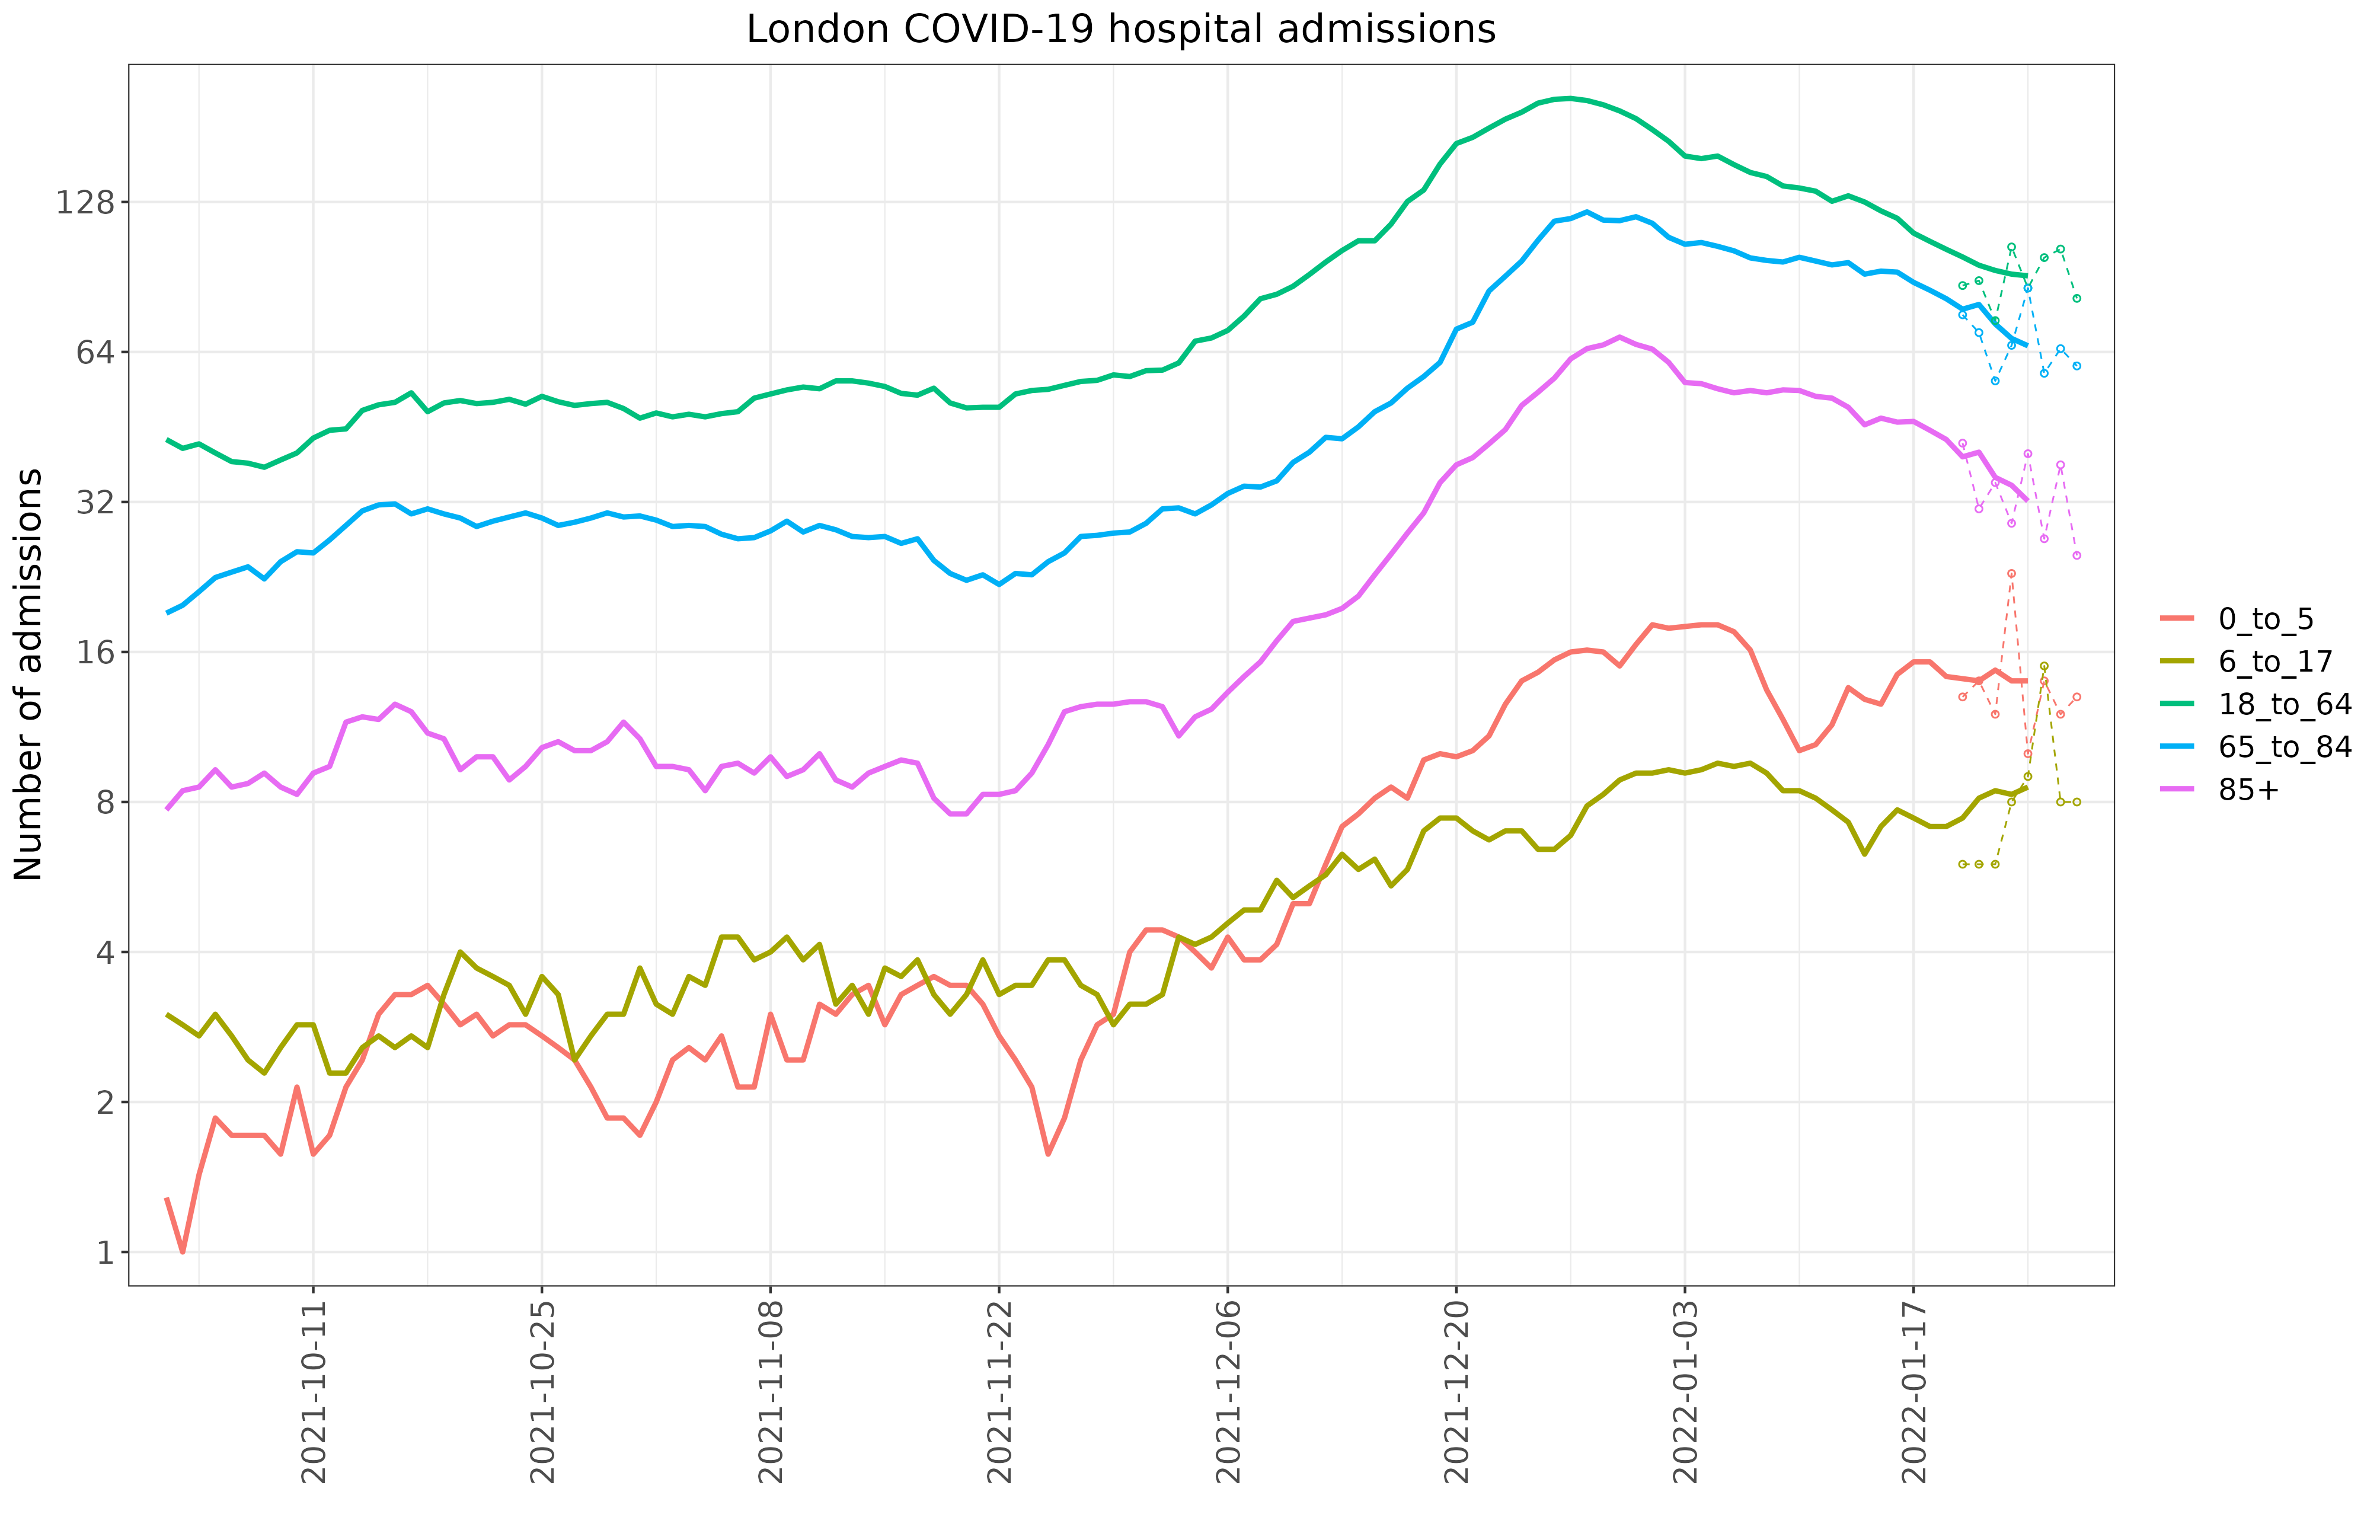 London COVID-19 hospital admissions
Number of admissions
128
64
32
16
8
4
2
1
2021-10-11
2021-10-25
2021-11-08
2021-11-22
2021-12-06
2021-12-20
2022-01-03
2022-01-17
0_to_5
6_to_17
18_to_64
65_to_84
85+